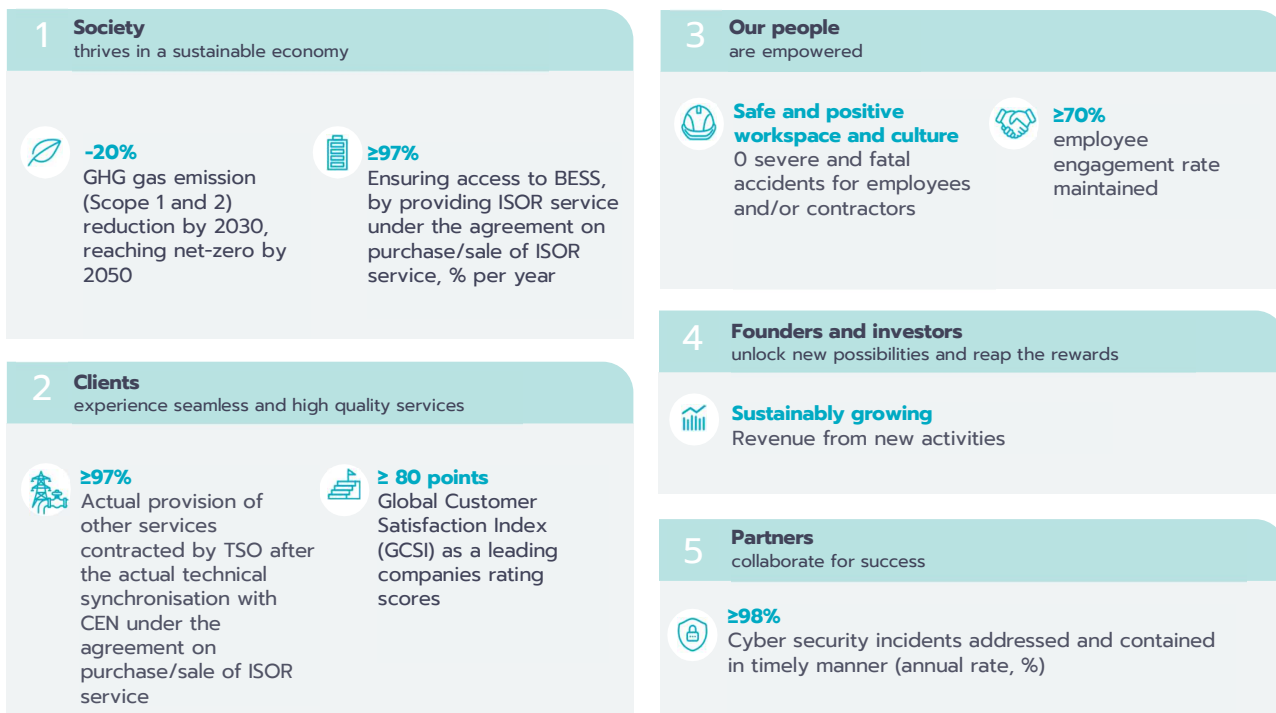 1
Society
thrives in a sustainable economy
-20%
GHG gas emission
(Scope 1 and 2)
reduction by 2030,
reaching net-zero by
2050
≥97%
Ensuring access to BESS,
by providing ISOR service
under the agreement on
purchase/sale of ISOR
service, % per year
2
Clients
experience seamless and high quality services
≥97%
Actual provision of
other services
contracted by TSO after
the actual technical
synchronisation with
CEN under the
agreement on
purchase/sale of ISOR
service
≥ 80 points
Global Customer
Satisfaction Index
(GCSI) as a leading
companies rating
scores
3
Our people
are empowered
Safe and positive
workspace and culture
0 severe and fatal
accidents for employees
and/or contractors
≥70%
employee
engagement rate
maintained
4
Founders and investors
unlock new possibilities and reap the rewards
Sustainably growing
Revenue from new activities
5
Partners
collaborate for success
≥98%
Cyber security incidents addressed and contained
in timely manner (annual rate, %)